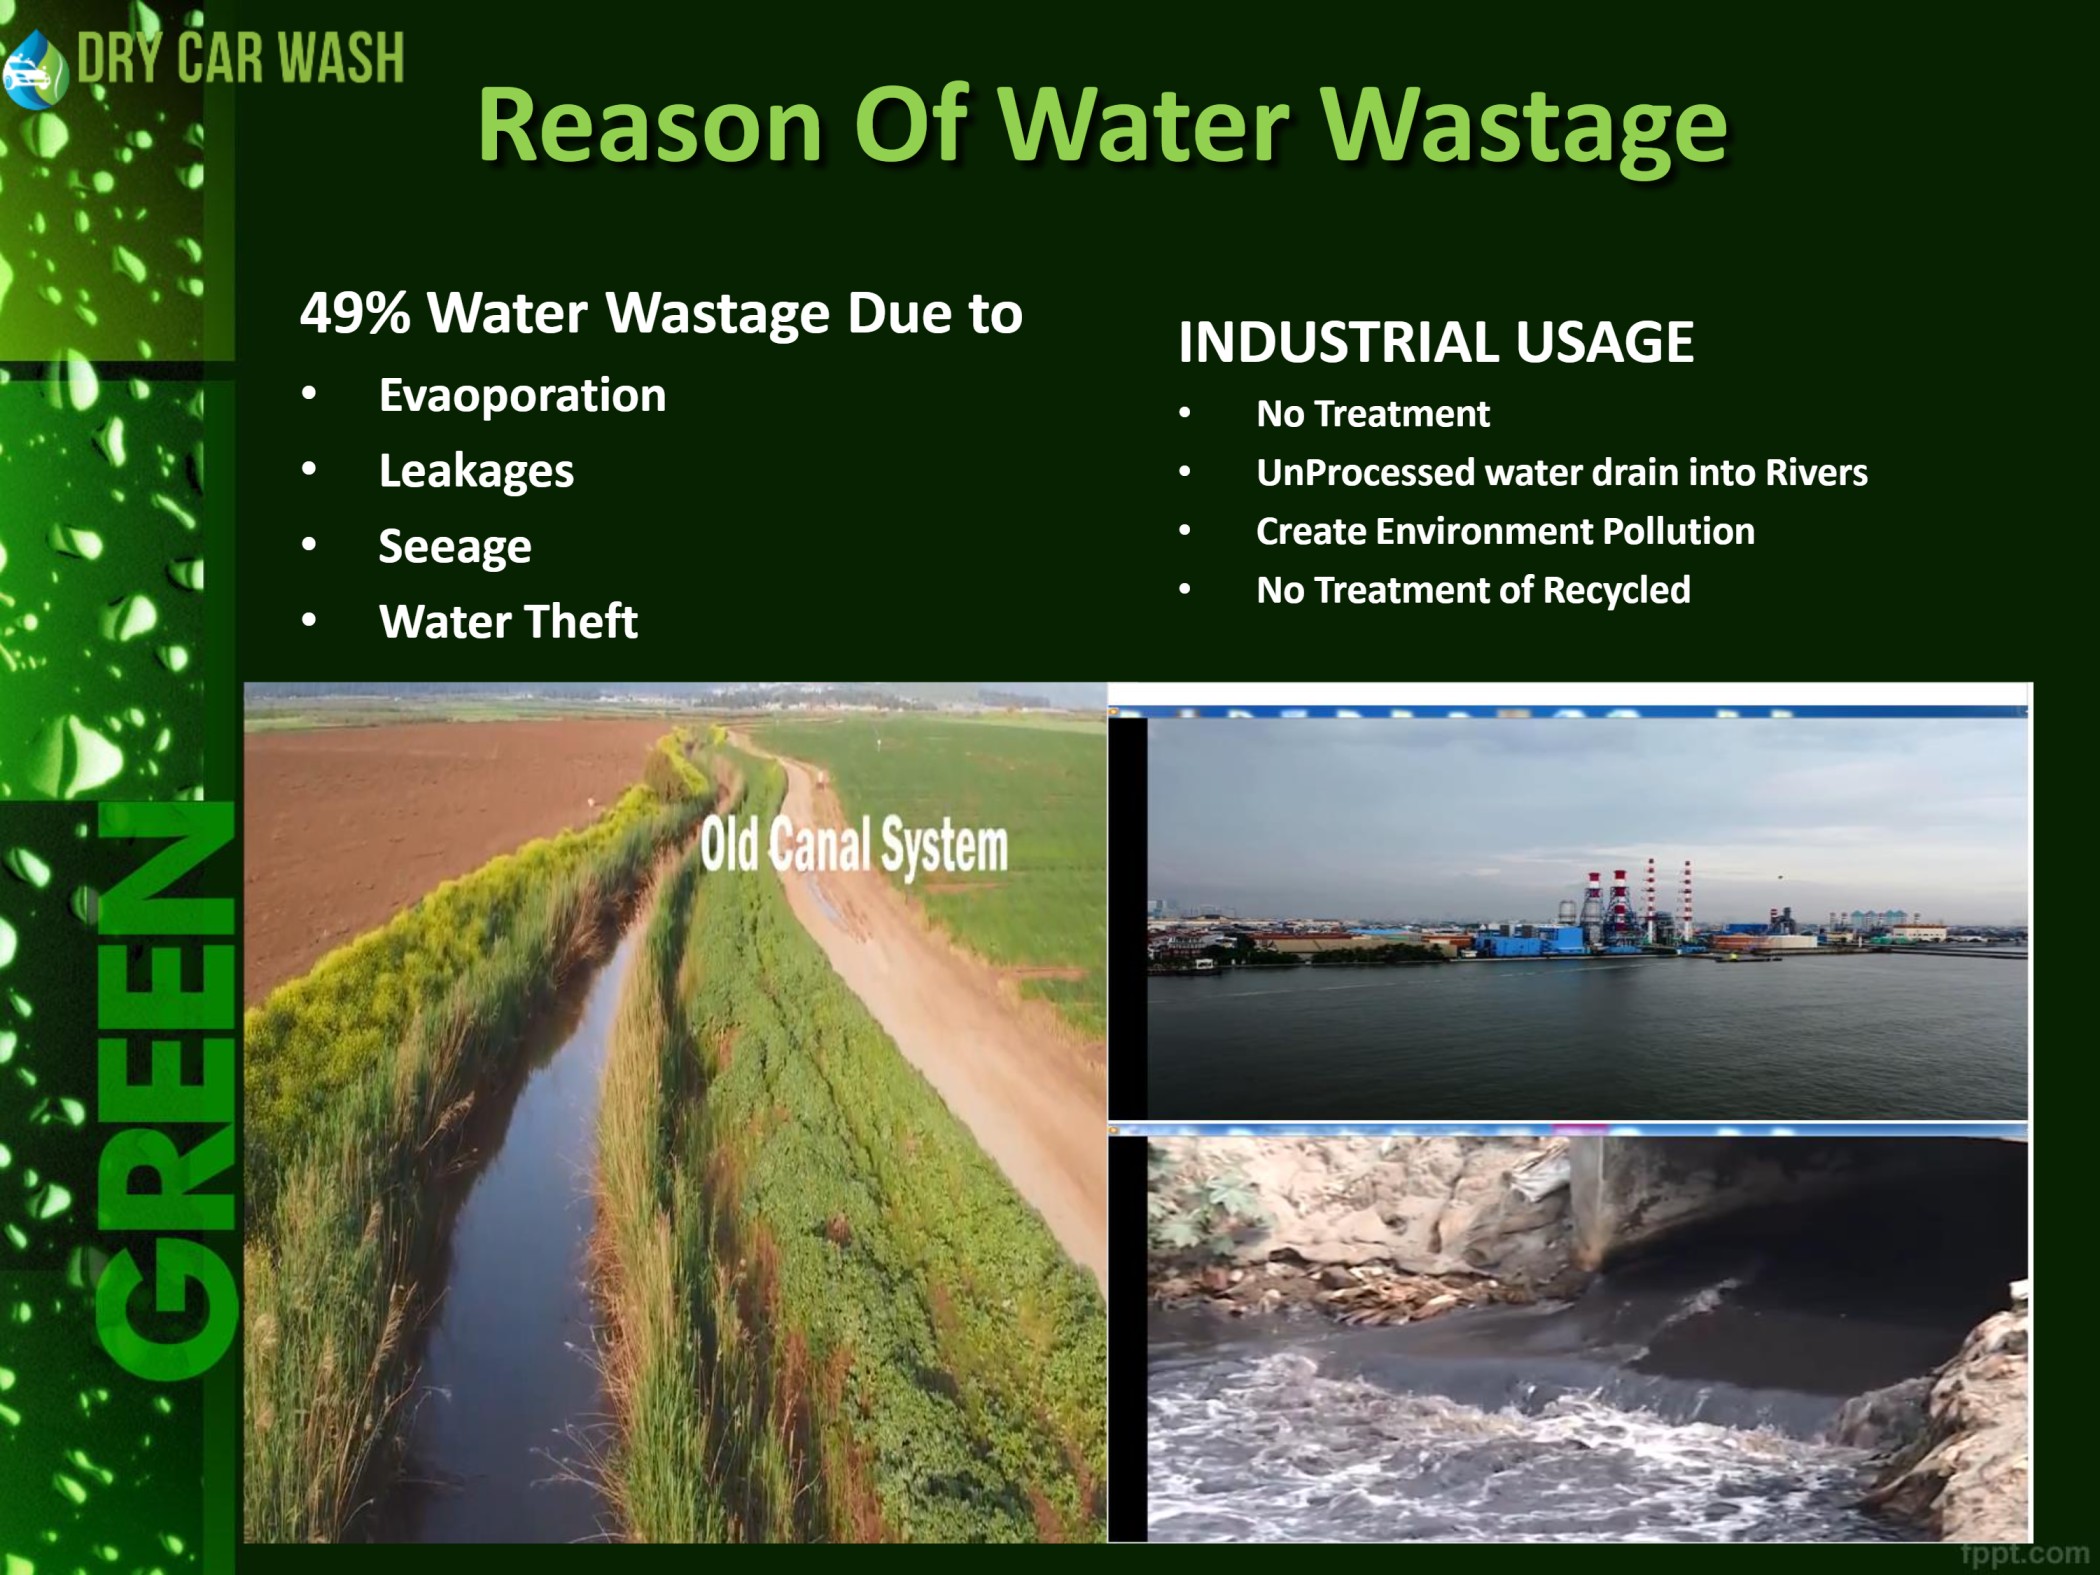 DRY CAR WASH
Reason Of Water Wastage
49% Water Wastage Due to
• Evaoporation
• Leakages
• Seeage
• Water Theft
INDUSTRIAL USAGE
• No Treatment
• UnProcessed water drain into Rivers
• Create Environment Pollution
• No Treatment of Recycled
Old Canal System
GREEN
fppt.com